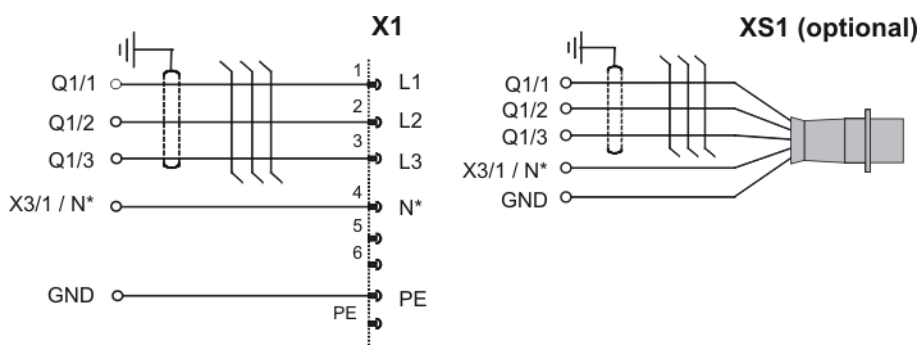 X1
1
Q1/1 L1
2
Q1/2 L2
3
Q1/3 L3
4
X3/1 / N* N*
5
6
GND PE
PE
XS1 (optional)
Q1/1
Q1/2
Q1/3
X3/1 / N*
GND